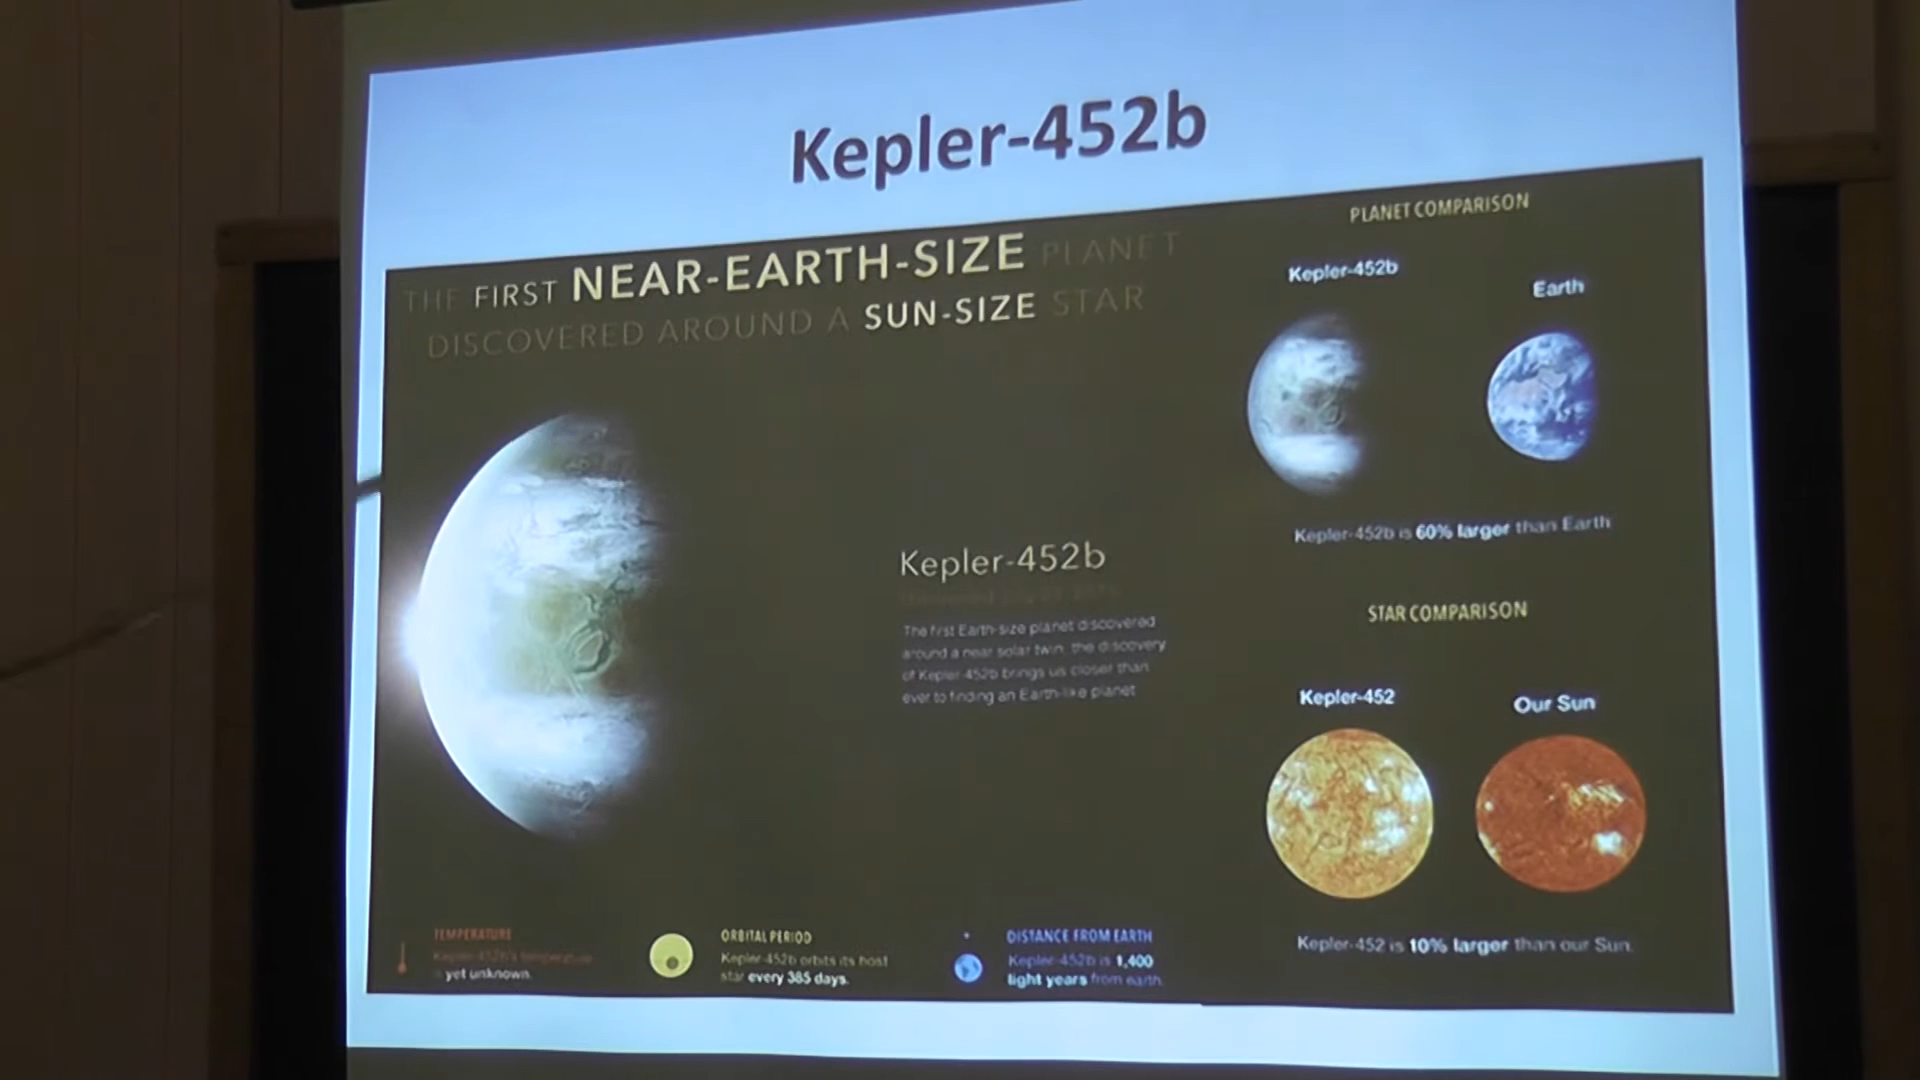 Kepler-452b
THE FIRST NEAR-EARTH-SIZE PLANET
DISCOVERED AROUND A SUN-SIZE STAR
Kepler-452b
The first Earth-size planet discovered
around a near solar twin, the discovery
of Kepler-452b brings us closer than
ever to finding an Earth-like planet
PLANET COMPARISON
Kepler-452b
Earth
Kepler-452b is 60% larger than Earth
STAR COMPARISON
Kepler-452
Our Sun
Kepler-452 is 10% larger than our Sun.
TEMPERATURE
Kepler-452b's temperature
is yet unknown.
ORBITAL PERIOD
Kepler-452b orbits its host
star every 385 days.
DISTANCE FROM EARTH
Kepler-452b is 1,400
light years from earth.